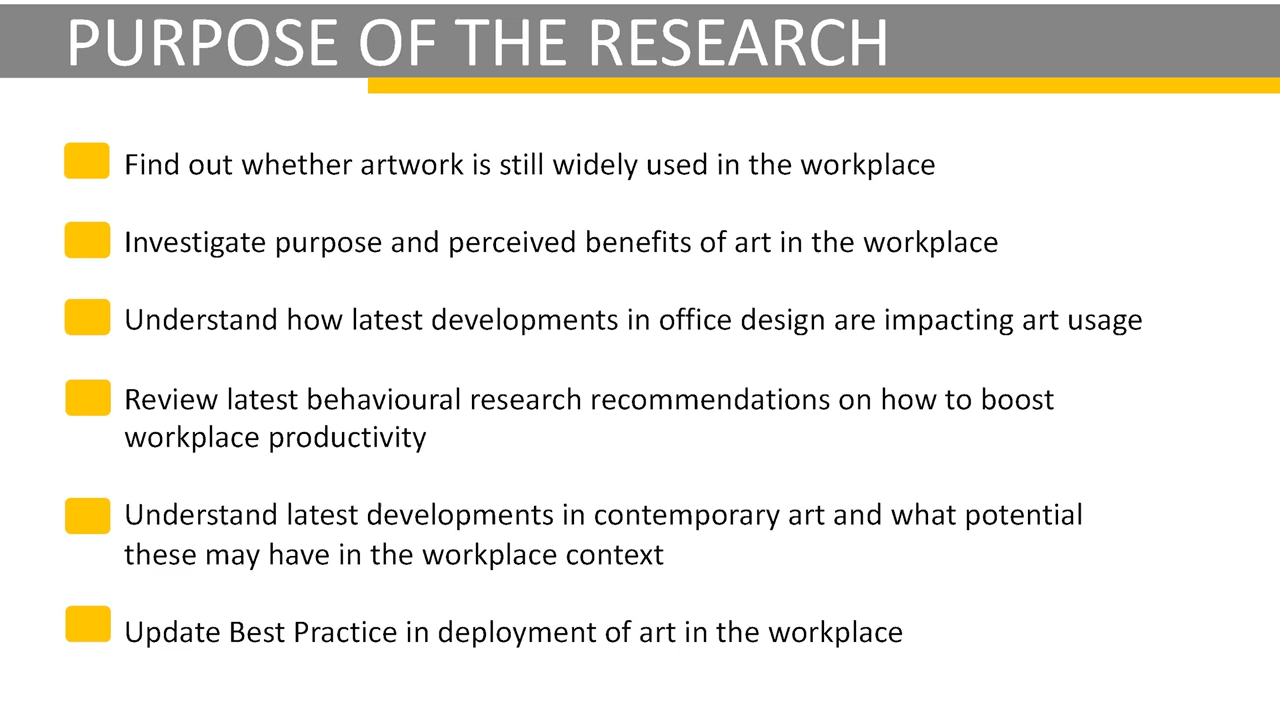 PURPOSE OF THE RESEARCH
Find out whether artwork is still widely used in the workplace
Investigate purpose and perceived benefits of art in the workplace
Understand how latest developments in office design are impacting art usage
Review latest behavioural research recommendations on how to boost
workplace productivity
Understand latest developments in contemporary art and what potential
these may have in the workplace context
Update Best Practice in deployment of art in the workplace